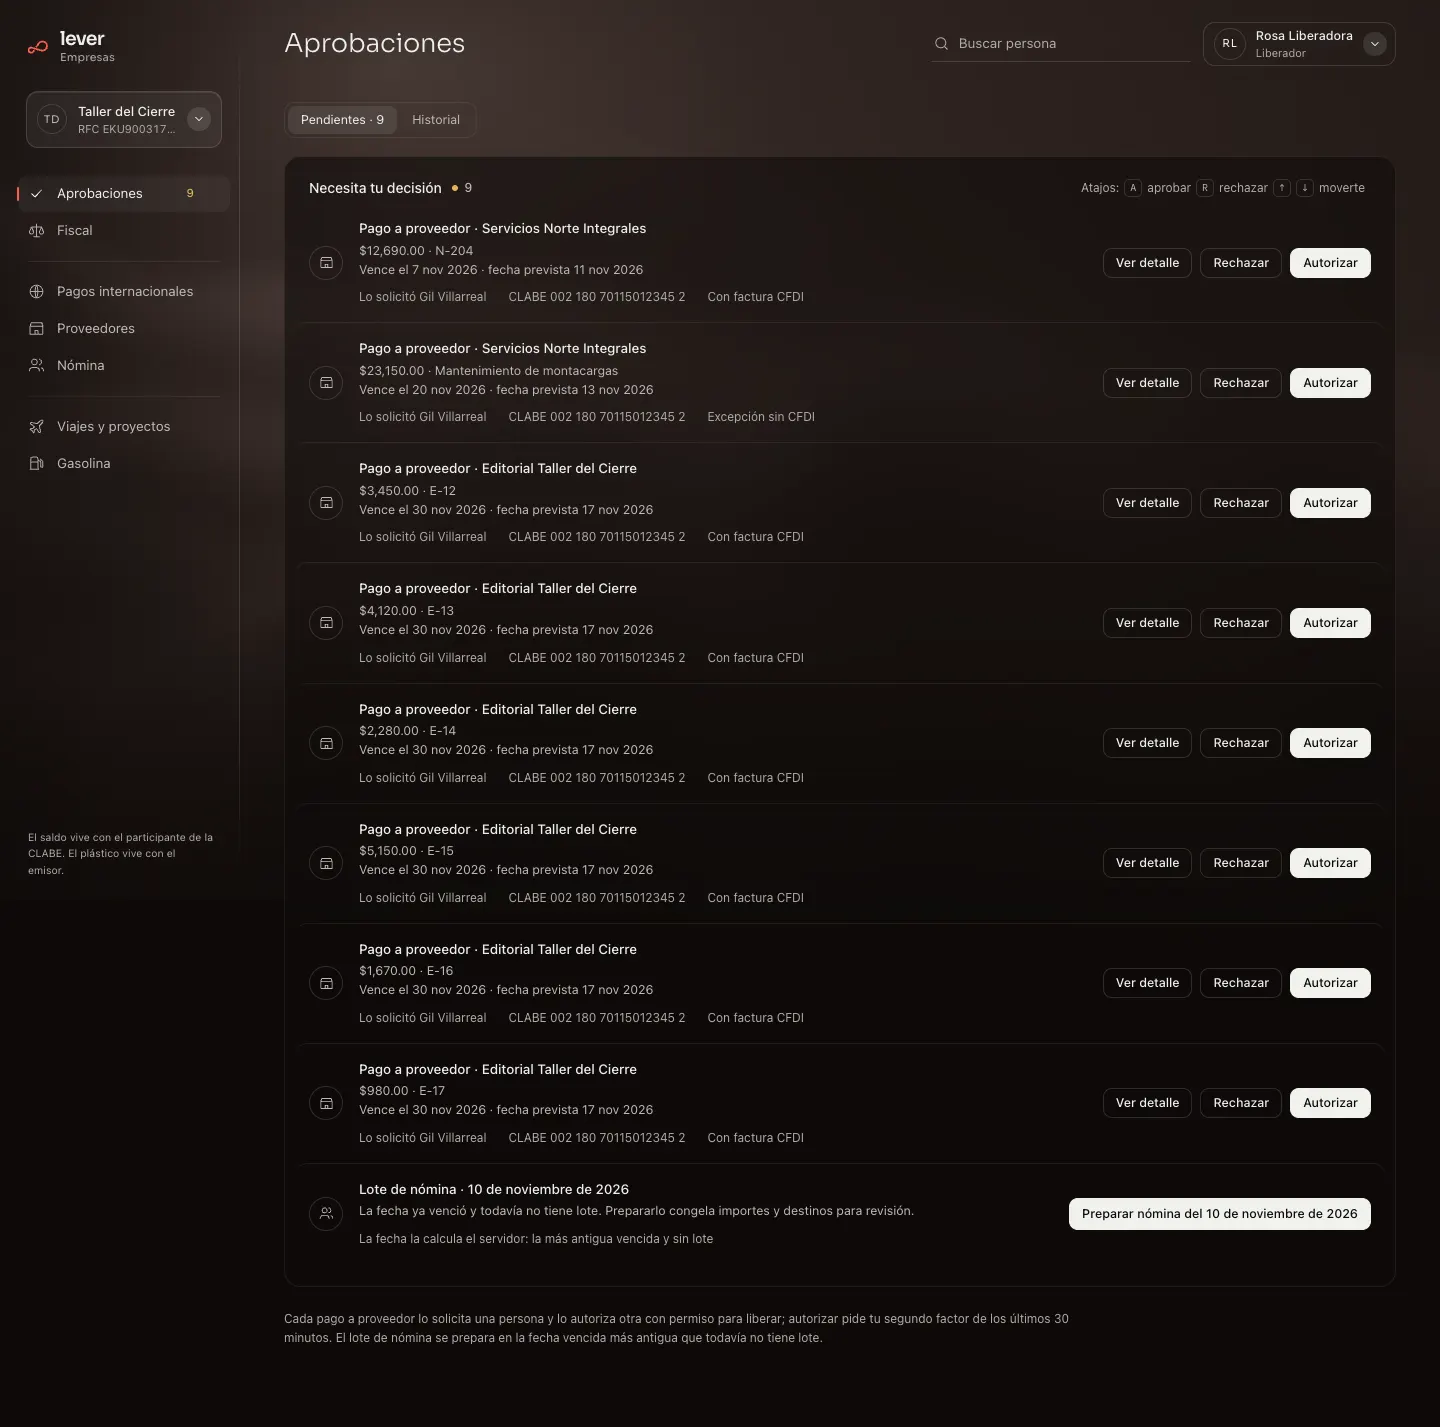 lever
Empresas
TD
Taller del Cierre
RFC EKU900317...
Aprobaciones 9
Fiscal
Pagos internacionales
Proveedores
Nómina
Viajes y proyectos
Gasolina
El saldo vive con el participante de la
CLABE. El plástico vive con el
emisor.
Aprobaciones
Buscar persona
RL
Rosa Liberadora
Liberador
Pendientes · 9 Historial
Necesita tu decisión 9
Atajos: A aprobar R rechazar ↑ ↓ moverte
Pago a proveedor · Servicios Norte Integrales
$12,690.00 · N-204
Vence el 7 nov 2026 · fecha prevista 11 nov 2026
Lo solicitó Gil Villarreal CLABE 002 180 70115012345 2 Con factura CFDI
Ver detalle Rechazar Autorizar
Pago a proveedor · Servicios Norte Integrales
$23,150.00 · Mantenimiento de montacargas
Vence el 20 nov 2026 · fecha prevista 13 nov 2026
Lo solicitó Gil Villarreal CLABE 002 180 70115012345 2 Excepción sin CFDI
Ver detalle Rechazar Autorizar
Pago a proveedor · Editorial Taller del Cierre
$3,450.00 · E-12
Vence el 30 nov 2026 · fecha prevista 17 nov 2026
Lo solicitó Gil Villarreal CLABE 002 180 70115012345 2 Con factura CFDI
Ver detalle Rechazar Autorizar
Pago a proveedor · Editorial Taller del Cierre
$4,120.00 · E-13
Vence el 30 nov 2026 · fecha prevista 17 nov 2026
Lo solicitó Gil Villarreal CLABE 002 180 70115012345 2 Con factura CFDI
Ver detalle Rechazar Autorizar
Pago a proveedor · Editorial Taller del Cierre
$2,280.00 · E-14
Vence el 30 nov 2026 · fecha prevista 17 nov 2026
Lo solicitó Gil Villarreal CLABE 002 180 70115012345 2 Con factura CFDI
Ver detalle Rechazar Autorizar
Pago a proveedor · Editorial Taller del Cierre
$5,150.00 · E-15
Vence el 30 nov 2026 · fecha prevista 17 nov 2026
Lo solicitó Gil Villarreal CLABE 002 180 70115012345 2 Con factura CFDI
Ver detalle Rechazar Autorizar
Pago a proveedor · Editorial Taller del Cierre
$1,670.00 · E-16
Vence el 30 nov 2026 · fecha prevista 17 nov 2026
Lo solicitó Gil Villarreal CLABE 002 180 70115012345 2 Con factura CFDI
Ver detalle Rechazar Autorizar
Pago a proveedor · Editorial Taller del Cierre
$980.00 · E-17
Vence el 30 nov 2026 · fecha prevista 17 nov 2026
Lo solicitó Gil Villarreal CLABE 002 180 70115012345 2 Con factura CFDI
Ver detalle Rechazar Autorizar
Lote de nómina · 10 de noviembre de 2026
La fecha ya venció y todavía no tiene lote. Prepararlo congela importes y destinos para revisión.
La fecha la calcula el servidor: la más antigua vencida y sin lote
Preparar nómina del 10 de noviembre de 2026
Cada pago a proveedor lo solicita una persona y lo autoriza otra con permiso para liberar; autorizar pide tu segundo factor de los últimos 30
minutos. El lote de nómina se prepara en la fecha vencida más antigua que todavía no tiene lote.